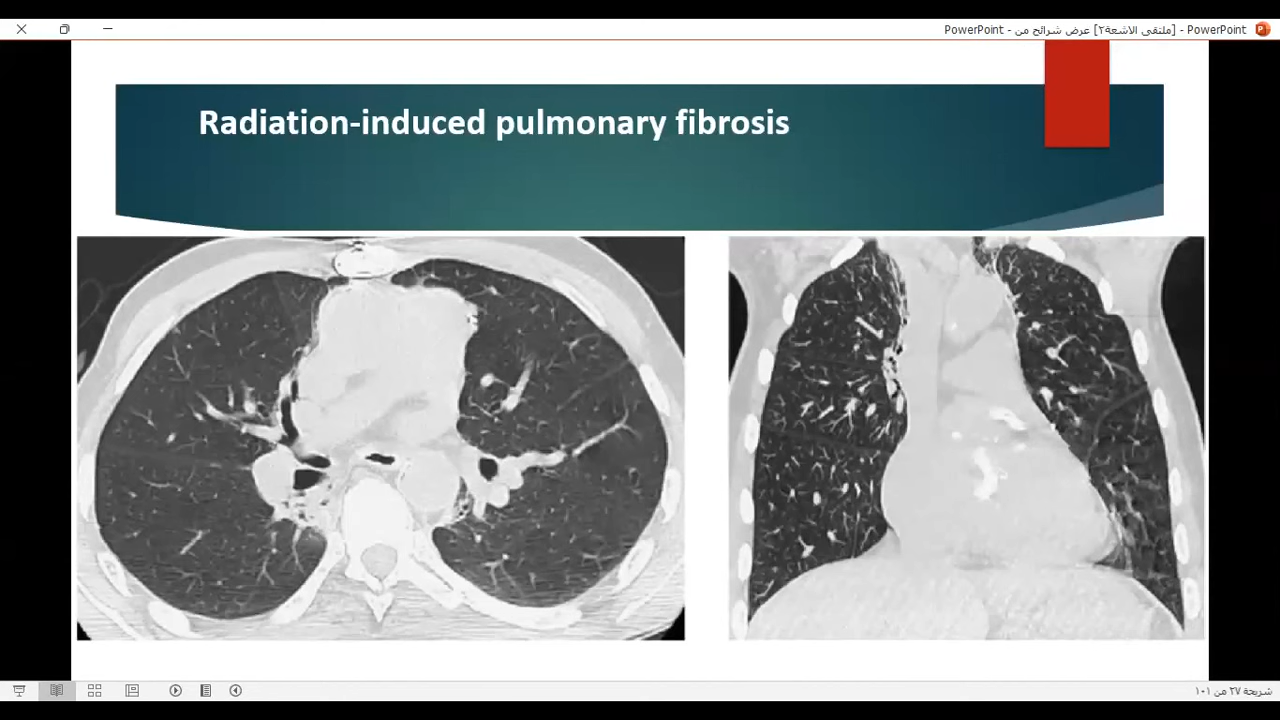 PowerPoint - [ملتقى الاشعة٢] عرض شرائح من - PowerPoint
Radiation-induced pulmonary fibrosis
شريحة ٢٧ من ١٠١